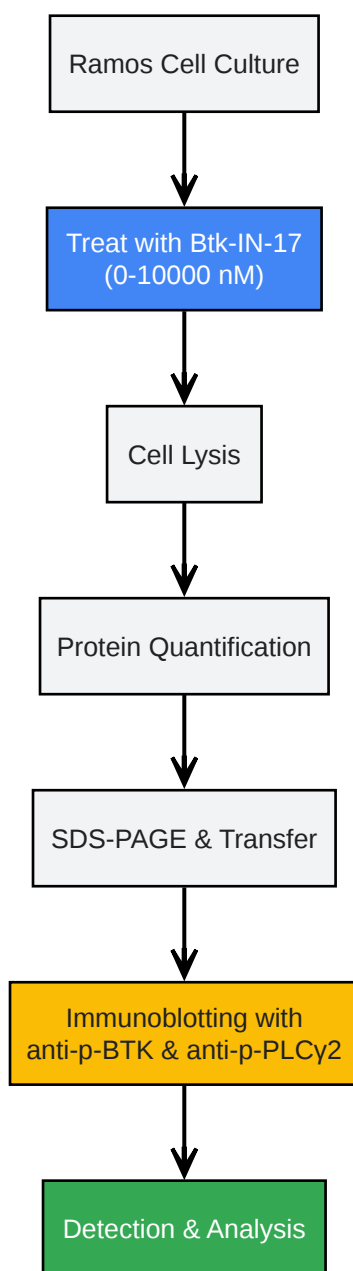 Ramos Cell Culture
Treat with Btk-IN-17
(0-10000 nM)
Cell Lysis
Protein Quantification
SDS-PAGE & Transfer
Immunoblotting with
anti-p-BTK & anti-p-PLCγ2
Detection & Analysis